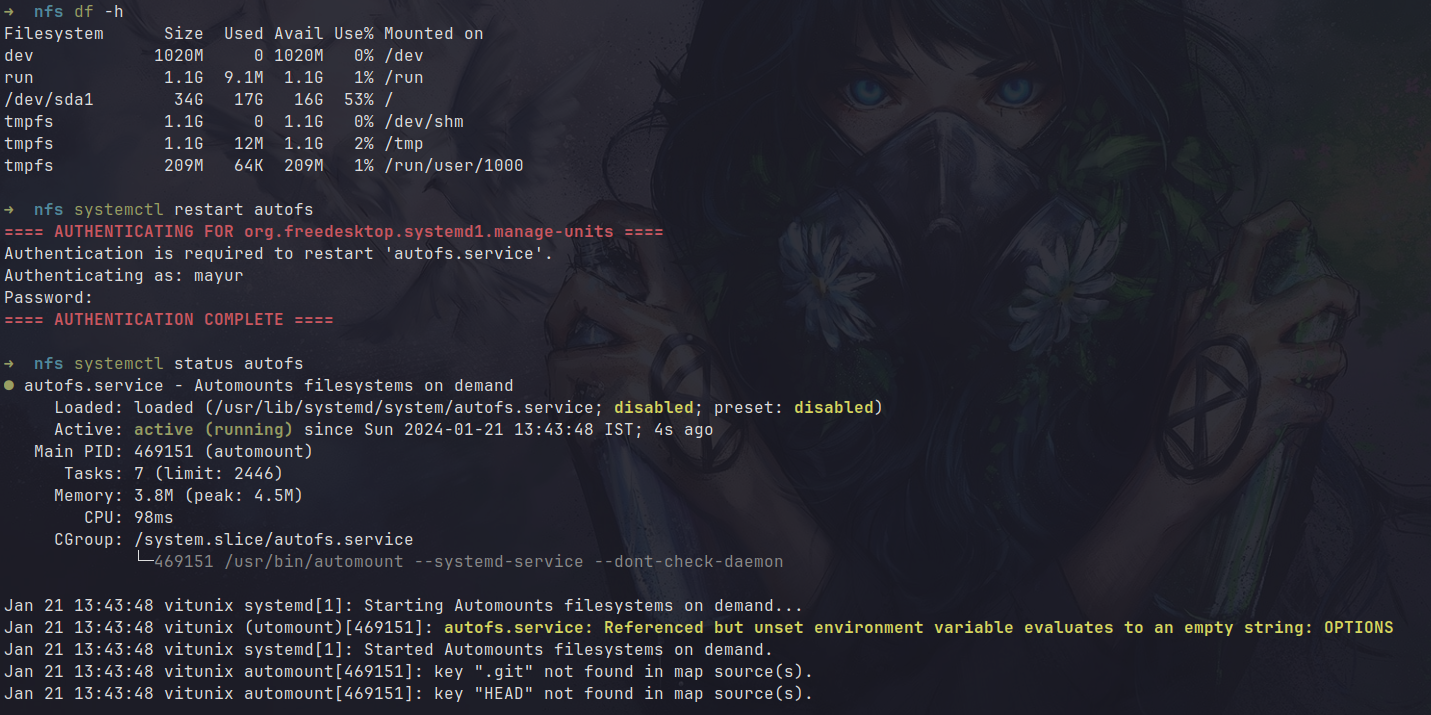 →  nfs df -h
Filesystem      Size  Used Avail Use% Mounted on
dev            1020M     0 1020M   0% /dev
run             1.1G  9.1M  1.1G   1% /run
/dev/sda1        34G   17G   16G  53% /
tmpfs           1.1G     0  1.1G   0% /dev/shm
tmpfs           1.1G   12M  1.1G   2% /tmp
tmpfs           209M   64K  209M   1% /run/user/1000
→  nfs systemctl restart autofs
==== AUTHENTICATING FOR org.freedesktop.systemd1.manage-units ====
Authentication is required to restart 'autofs.service'.
Authenticating as: mayur
Password:
==== AUTHENTICATION COMPLETE ====
→  nfs systemctl status autofs
● autofs.service - Automounts filesystems on demand
     Loaded: loaded (/usr/lib/systemd/system/autofs.service; disabled; preset: disabled)
     Active: active (running) since Sun 2024-01-21 13:43:48 IST; 4s ago
   Main PID: 469151 (automount)
      Tasks: 7 (limit: 2446)
     Memory: 3.8M (peak: 4.5M)
        CPU: 98ms
     CGroup: /system.slice/autofs.service
             └─469151 /usr/bin/automount --systemd-service --dont-check-daemon
Jan 21 13:43:48 vitunix systemd[1]: Starting Automounts filesystems on demand...
Jan 21 13:43:48 vitunix (utomount)[469151]: autofs.service: Referenced but unset environment variable evaluates to an empty string: OPTIONS
Jan 21 13:43:48 vitunix systemd[1]: Started Automounts filesystems on demand.
Jan 21 13:43:48 vitunix automount[469151]: key ".git" not found in map source(s).
Jan 21 13:43:48 vitunix automount[469151]: key "HEAD" not found in map source(s).